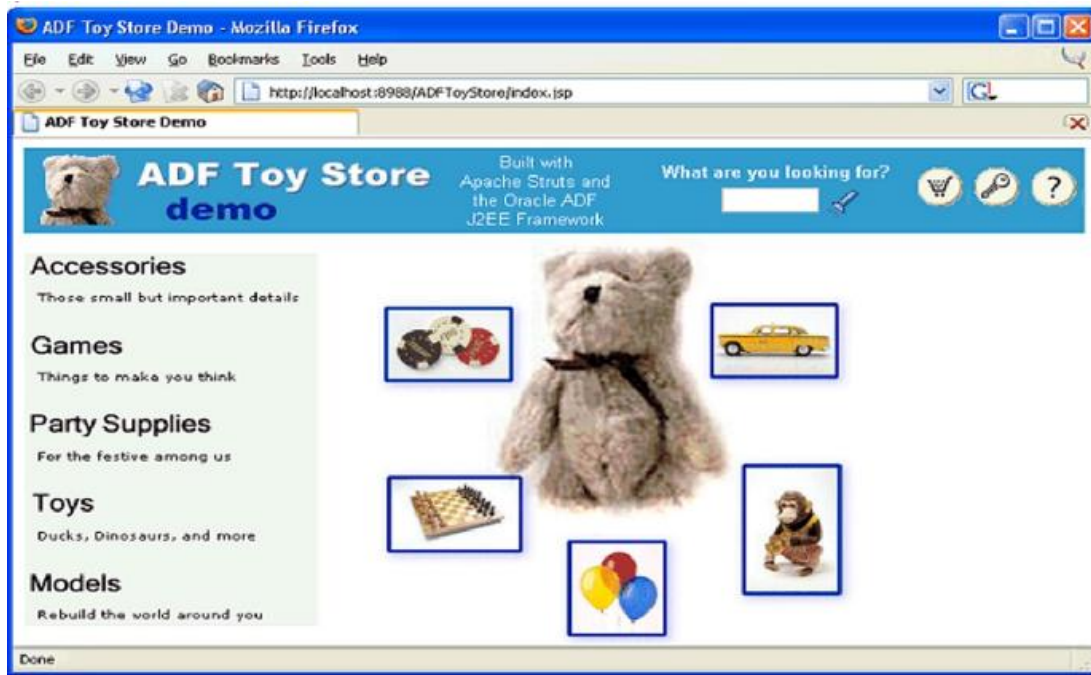 ADF Toy Store Demo - Mozilla Firefox
File Edit View Go Bookmarks Tools Help
http://localhost:8988/ADFToyStore/index.jsp
ADF Toy Store Demo
ADF Toy Store
demo
Built with
Apache Struts and
the Oracle ADF
J2EE Framework
What are you looking for?
?
Accessories
Those small but important details
Games
Things to make you think
Party Supplies
For the festive among us
Toys
Ducks, Dinosaurs, and more
Models
Rebuild the world around you
Done